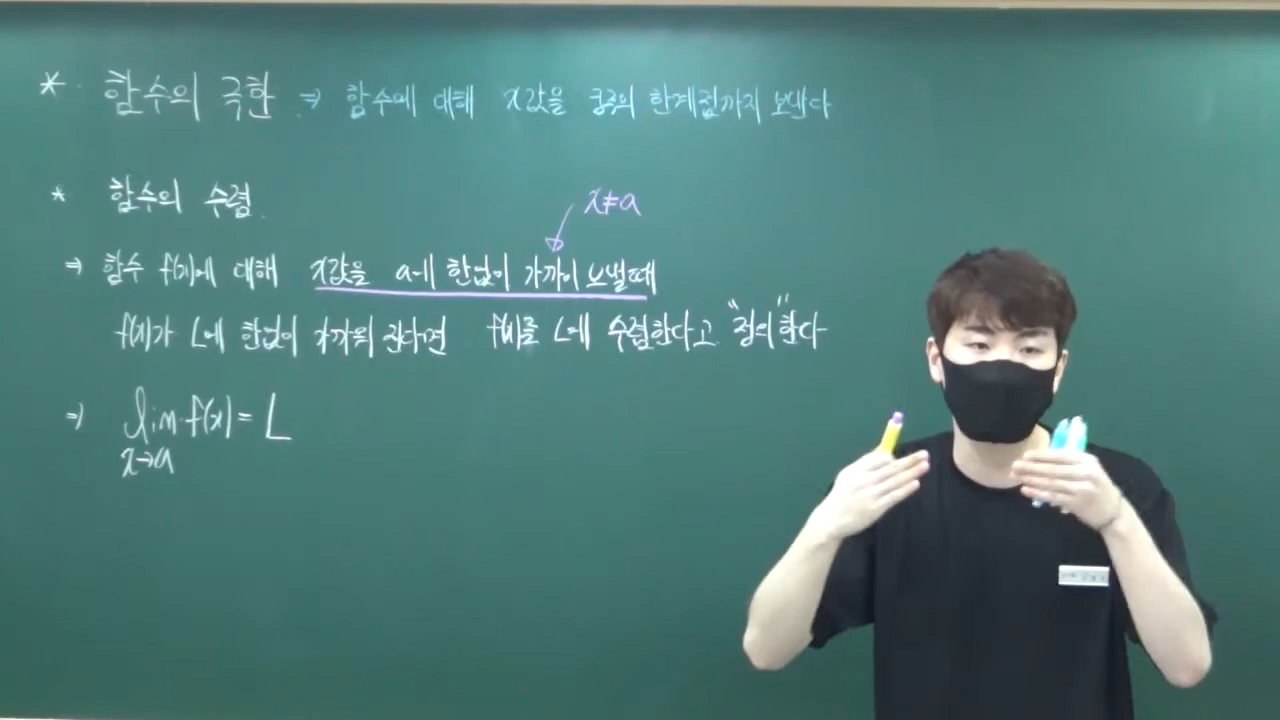 * 함수의 극한 ⇒ 함수에 대해 x값을 한계점까지 보낸다
* 함수의 수렴.
x≠a
⇒ 함수 f(x)에 대해 x값을 a에 한없이 가까이 보낼때
f(x)가 L에 한없이 가까워 진다면 f(x)를 L에 수렴한다고 "정의"한다
⇒ lim f(x) = L
x→a